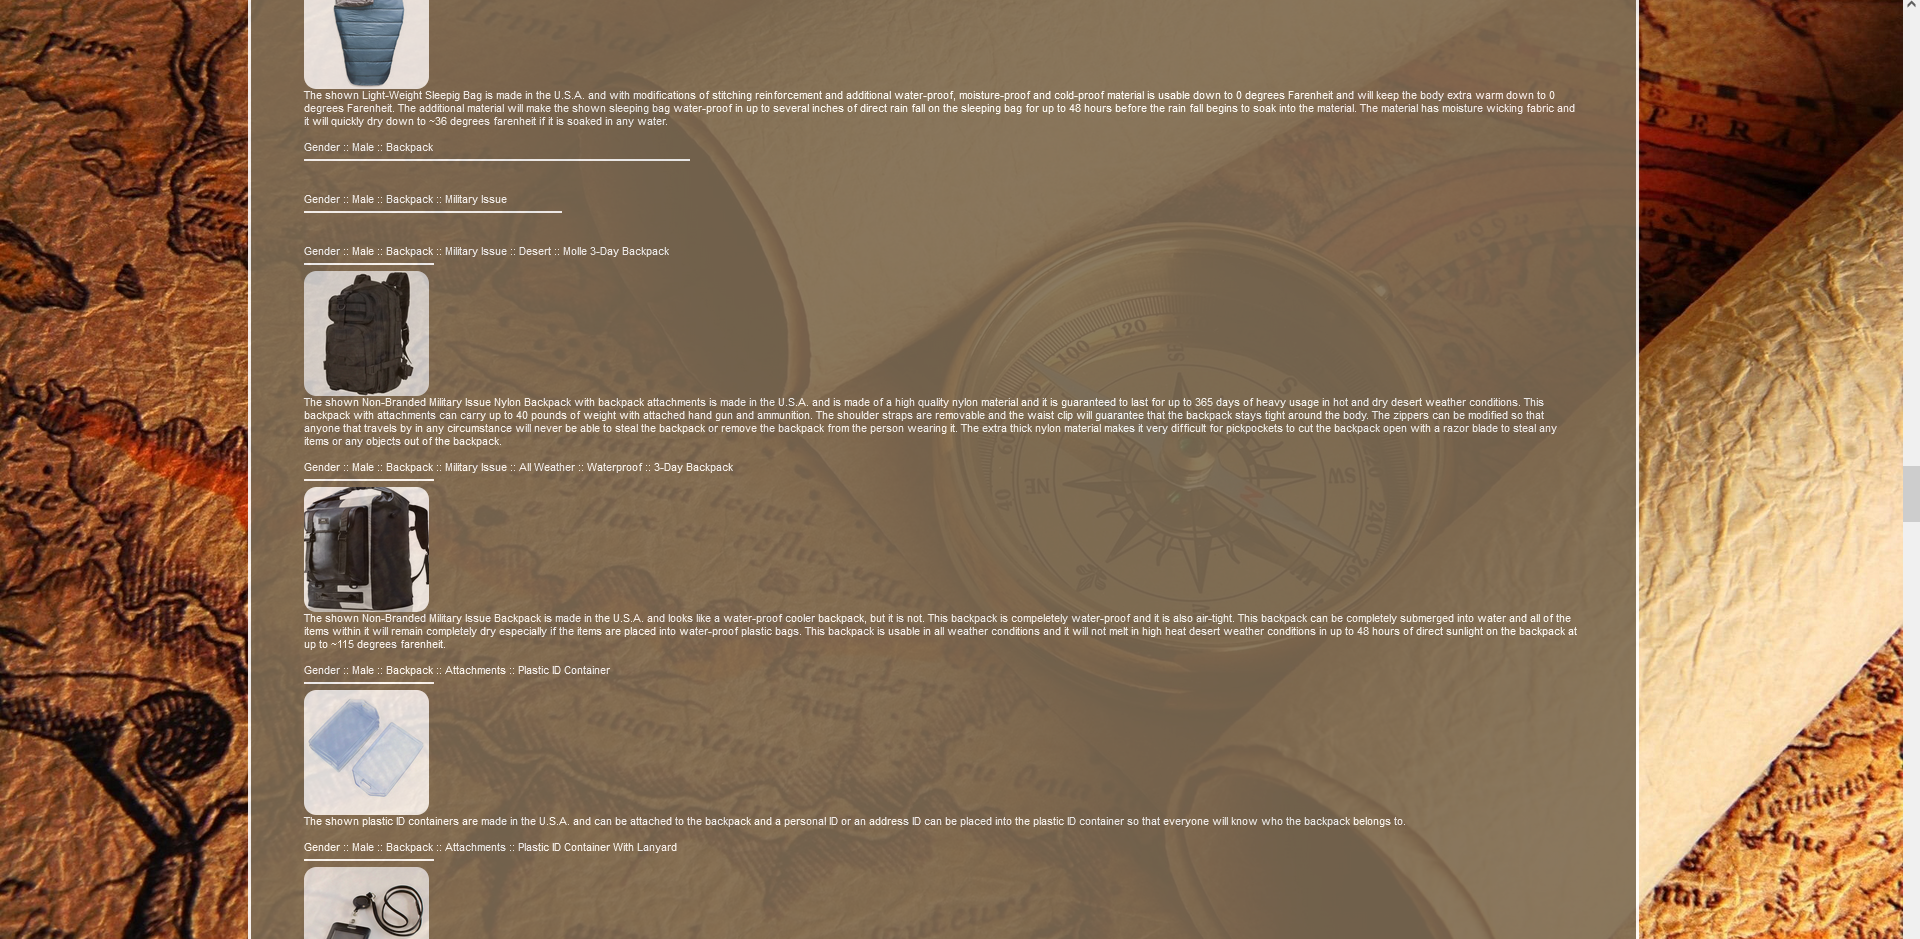 The shown Light-Weight Sleepig Bag is made in the U.S.A. and with modifications of stitching reinforcement and additional water-proof, moisture-proof and cold-proof material is usable down to 0 degrees Farenheit and will keep the body extra warm down to 0
degrees Farenheit. The additional material will make the shown sleeping bag water-proof in up to several inches of direct rain fall on the sleeping bag for up to 48 hours before the rain fall begins to soak into the material. The material has moisture wicking fabric and
it will quickly dry down to ~36 degrees farenheit if it is soaked in any water.
Gender :: Male :: Backpack
Gender :: Male :: Backpack :: Military Issue
Gender :: Male :: Backpack :: Military Issue :: Desert :: Molle 3-Day Backpack
The shown Non-Branded Military Issue Nylon Backpack with backpack attachments is made in the U.S.A. and is made of a high quality nylon material and it is guaranteed to last for up to 365 days of heavy usage in hot and dry desert weather conditions. This
backpack with attachments can carry up to 40 pounds of weight with attached hand gun and ammunition. The shoulder straps are removable and the waist clip will guarantee that the backpack stays tight around the body. The zippers can be modified so that
anyone that travels by in any circumstance will never be able to steal the backpack or remove the backpack from the person wearing it. The extra thick nylon material makes it very difficult for pickpockets to cut the backpack open with a razor blade to steal any
items or any objects out of the backpack.
Gender :: Male :: Backpack :: Military Issue :: All Weather :: Waterproof :: 3-Day Backpack
The shown Non-Branded Military Issue Backpack is made in the U.S.A. and looks like a water-proof cooler backpack, but it is not. This backpack is compeletely water-proof and it is also air-tight. This backpack can be completely submerged into water and all of the
items within it will remain completely dry especially if the items are placed into water-proof plastic bags. This backpack is usable in all weather conditions and it will not melt in high heat desert weather conditions in up to 48 hours of direct sunlight on the backpack at
up to ~115 degrees farenheit.
Gender :: Male :: Backpack :: Attachments :: Plastic ID Container
The shown plastic ID containers are made in the U.S.A. and can be attached to the backpack and a personal ID or an address ID can be placed into the plastic ID container so that everyone will know who the backpack belongs to.
Gender :: Male :: Backpack :: Attachments :: Plastic ID Container With Lanyard
100
120
SE
60
40
NE
SW
240
260